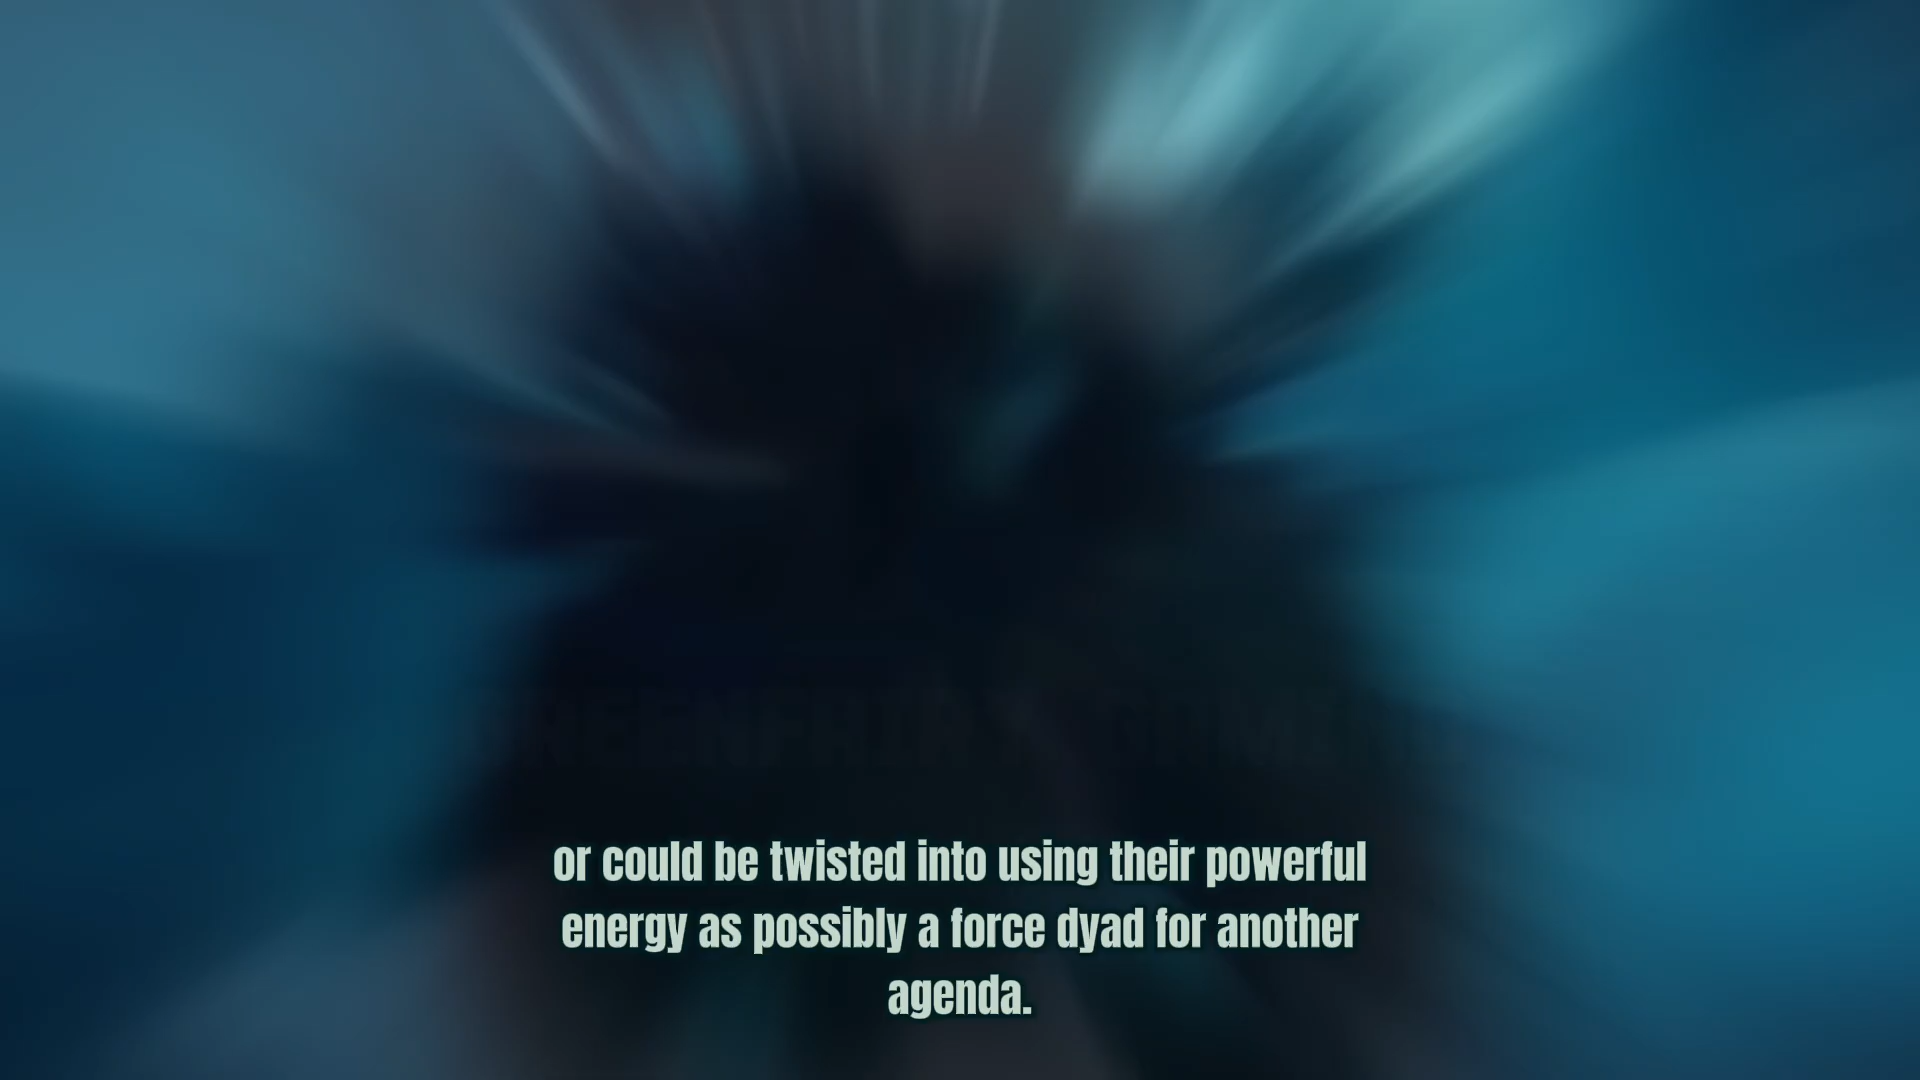 or could be twisted into using their powerful
energy as possibly a force dyad for another
agenda.